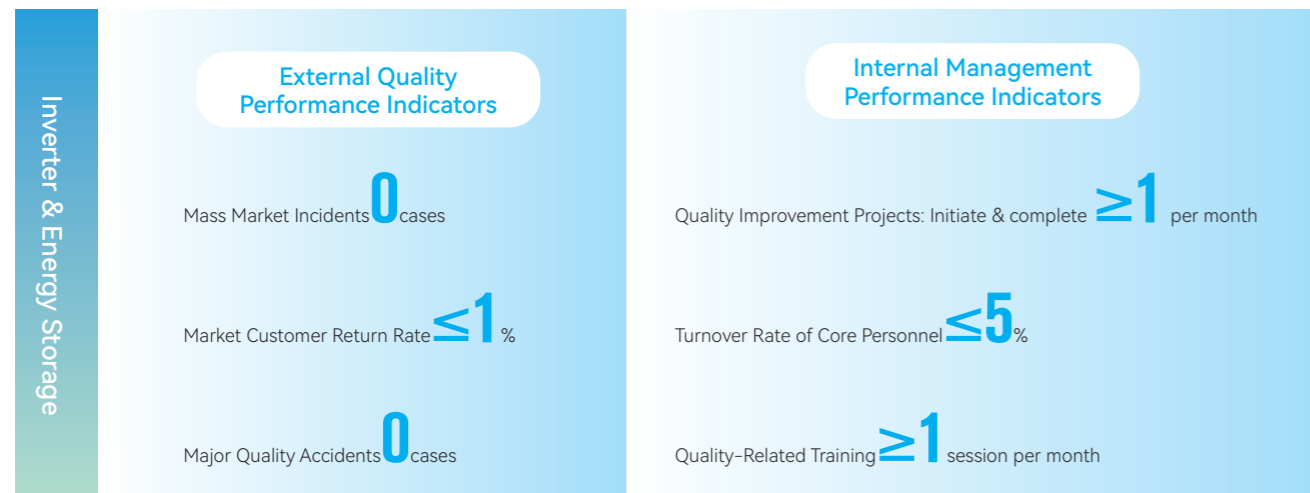 Inverter & Energy Storage
External Quality
Performance Indicators
Mass Market Incidents 0 cases
Market Customer Return Rate ≤1 %
Major Quality Accidents 0 cases
Internal Management
Performance Indicators
Quality Improvement Projects: Initiate & complete ≥1 per month
Turnover Rate of Core Personnel ≤5 %
Quality-Related Training ≥1 session per month